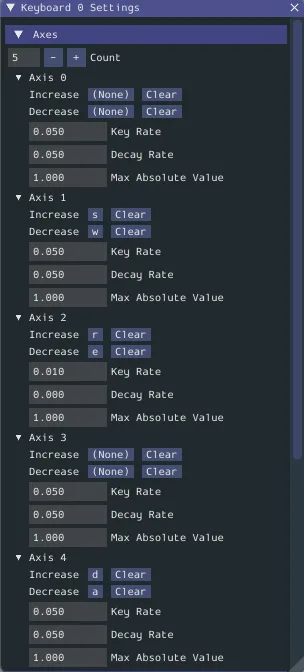 Keyboard 0 Settings
Axes
5 - + Count
Axis 0
Increase (None) Clear
Decrease (None) Clear
0.050 Key Rate
0.050 Decay Rate
1.000 Max Absolute Value
Axis 1
Increase s Clear
Decrease w Clear
0.050 Key Rate
0.050 Decay Rate
1.000 Max Absolute Value
Axis 2
Increase r Clear
Decrease e Clear
0.010 Key Rate
0.000 Decay Rate
1.000 Max Absolute Value
Axis 3
Increase (None) Clear
Decrease (None) Clear
0.050 Key Rate
0.050 Decay Rate
1.000 Max Absolute Value
Axis 4
Increase d Clear
Decrease a Clear
0.050 Key Rate
0.050 Decay Rate
1.000 Max Absolute Value